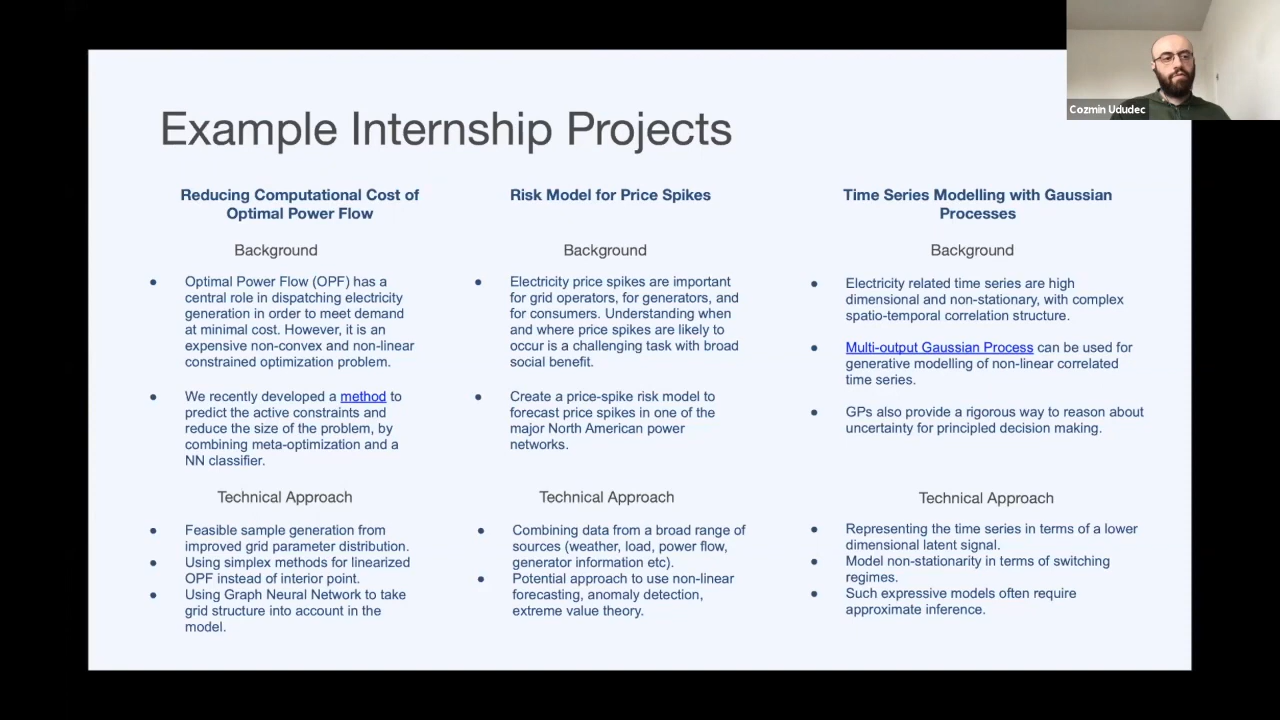 Cozmin Ududec
Example Internship Projects
Reducing Computational Cost of
Optimal Power Flow
Background
● Optimal Power Flow (OPF) has a
central role in dispatching electricity
generation in order to meet demand
at minimal cost. However, it is an
expensive non-convex and non-linear
constrained optimization problem.
● We recently developed a method to
predict the active constraints and
reduce the size of the problem, by
combining meta-optimization and a
NN classifier.
Technical Approach
● Feasible sample generation from
improved grid parameter distribution.
● Using simplex methods for linearized
OPF instead of interior point.
● Using Graph Neural Network to take
grid structure into account in the
model.
Risk Model for Price Spikes
Background
● Electricity price spikes are important
for grid operators, for generators, and
for consumers. Understanding when
and where price spikes are likely to
occur is a challenging task with broad
social benefit.
● Create a price-spike risk model to
forecast price spikes in one of the
major North American power
networks.
Technical Approach
● Combining data from a broad range of
sources (weather, load, power flow,
generator information etc).
● Potential approach to use non-linear
forecasting, anomaly detection,
extreme value theory.
Time Series Modelling with Gaussian
Processes
Background
● Electricity related time series are high
dimensional and non-stationary, with complex
spatio-temporal correlation structure.
● Multi-output Gaussian Process can be used for
generative modelling of non-linear correlated
time series.
● GPs also provide a rigorous way to reason about
uncertainty for principled decision making.
Technical Approach
● Representing the time series in terms of a lower
dimensional latent signal.
● Model non-stationarity in terms of switching
regimes.
● Such expressive models often require
approximate inference.